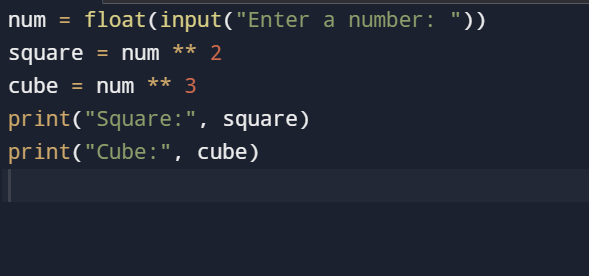 num = float(input("Enter a number: "))
square = num ** 2
cube = num ** 3
print("Square:", square)
print("Cube:", cube)